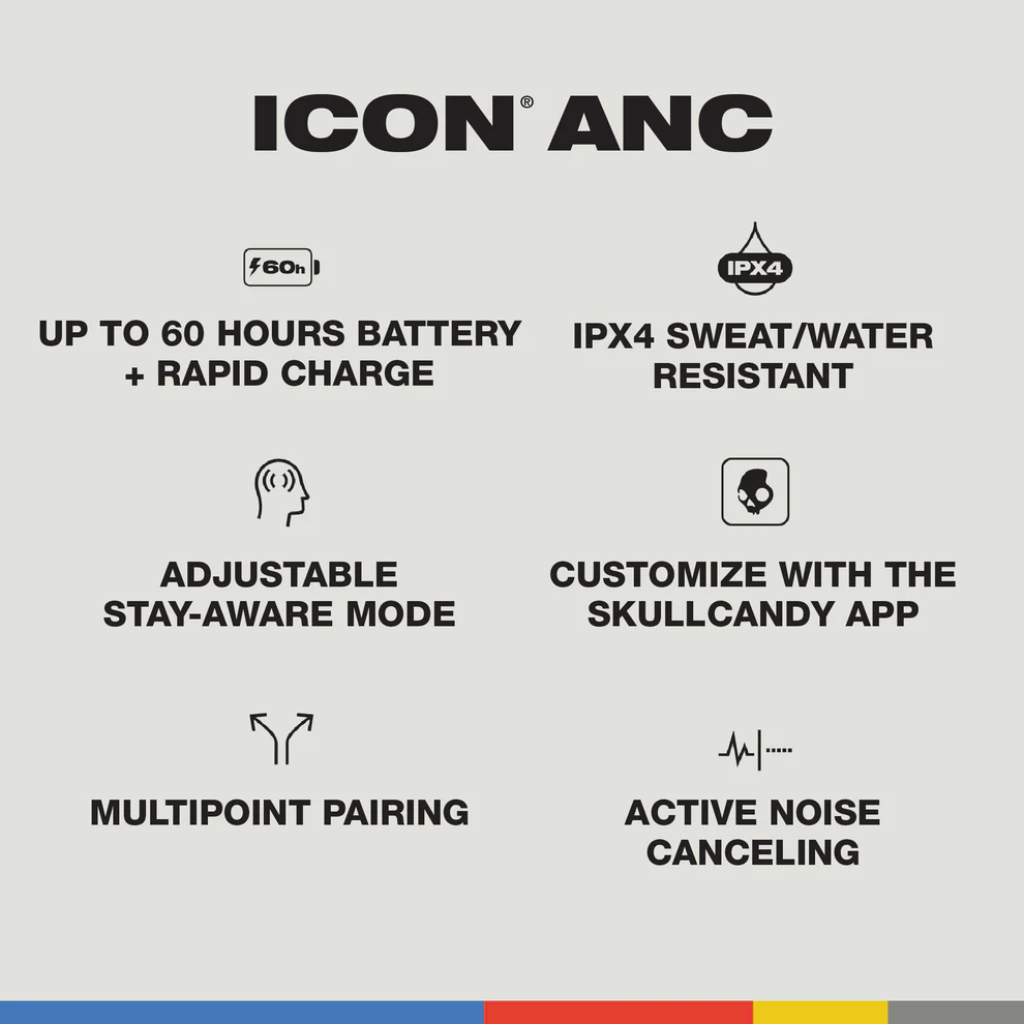 ICON® ANC
60h
UP TO 60 HOURS BATTERY
+ RAPID CHARGE
IPX4
IPX4 SWEAT/WATER
RESISTANT
ADJUSTABLE
STAY-AWARE MODE
CUSTOMIZE WITH THE
SKULLCANDY APP
MULTIPOINT PAIRING
ACTIVE NOISE
CANCELING